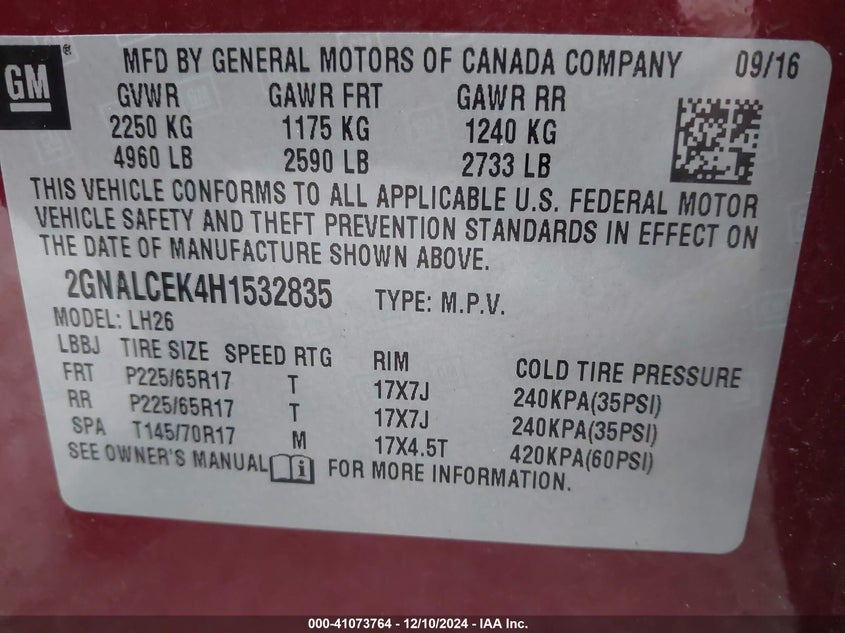 GM®
MFD BY GENERAL MOTORS OF CANADA COMPANY 09/16
GVWR GAWR FRT GAWR RR
2250 KG 1175 KG 1240 KG
4960 LB 2590 LB 2733 LB
THIS VEHICLE CONFORMS TO ALL APPLICABLE U.S. FEDERAL MOTOR
VEHICLE SAFETY AND THEFT PREVENTION STANDARDS IN EFFECT ON
THE DATE OF MANUFACTURE SHOWN ABOVE.
2GNALCEK4H1532835 TYPE: M.P.V.
MODEL: LH26
LBBJ TIRE SIZE SPEED RTG RIM COLD TIRE PRESSURE
FRT P225/65R17 T 17X7J 240KPA(35PSI)
RR P225/65R17 T 17X7J 240KPA(35PSI)
SPA T145/70R17 M 17X4.5T 420KPA(60PSI)
SEE OWNER'S MANUAL i FOR MORE INFORMATION.
000-41073764 - 12/10/2024 - IAA Inc.